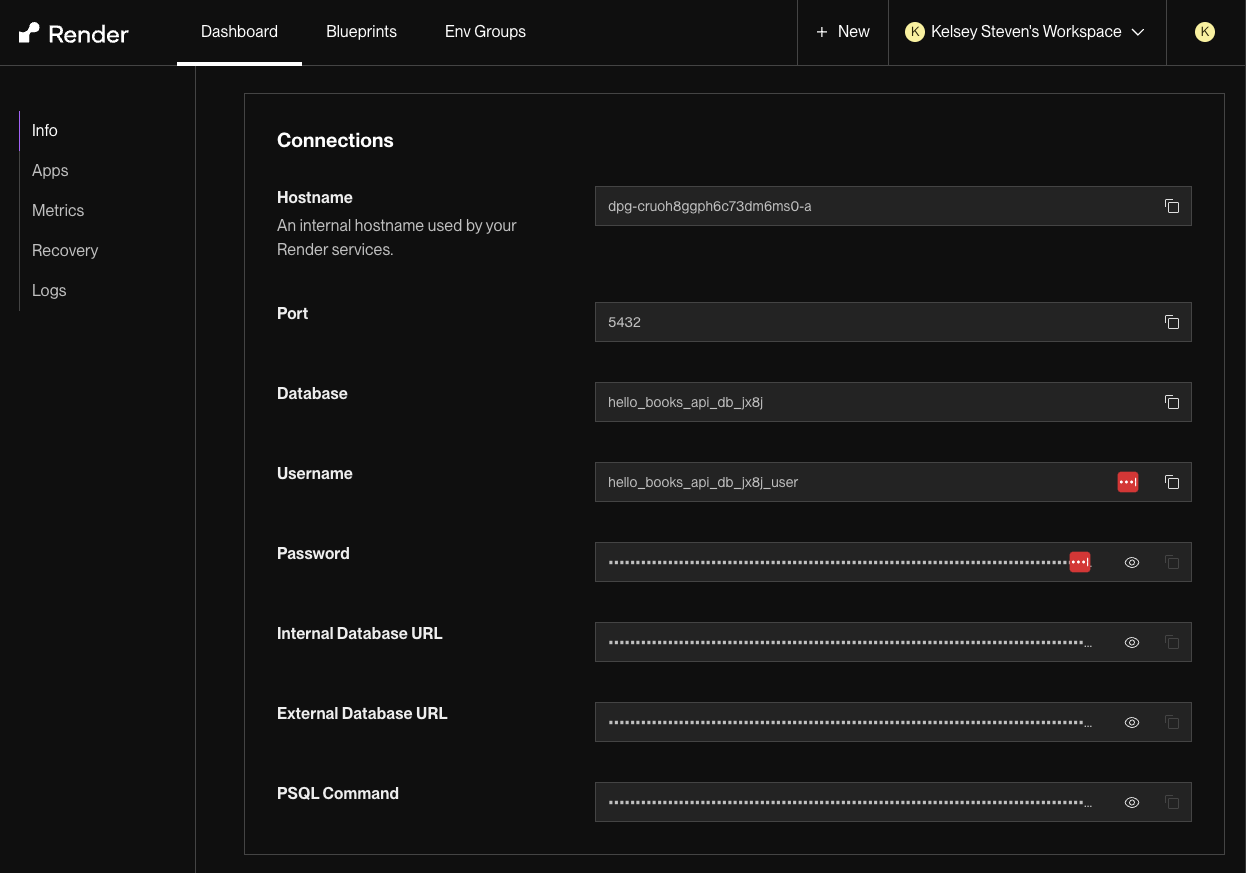 Render
Dashboard
Blueprints
Env Groups
+ New
K Kelsey Steven's Workspace
K
Info
Apps
Metrics
Recovery
Logs
Connections
Hostname
An internal hostname used by your
Render services.
dpg-cruoh8ggph6c73dm6ms0-a
Port
5432
Database
hello_books_api_db_jx8j
Username
hello_books_api_db_jx8j_user
Password
Internal Database URL
External Database URL
PSQL Command